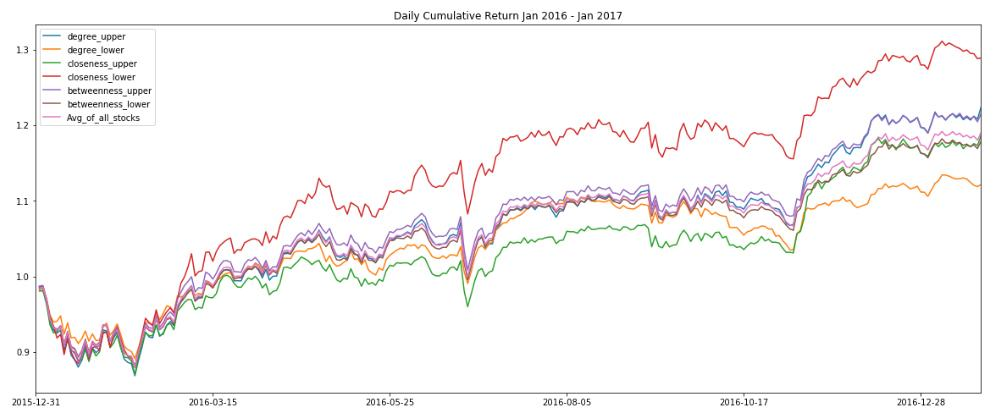 Daily Cumulative Return Jan 2016 - Jan 2017
degree_upper
degree_lower
closeness_upper
closeness_lower
betweenness_upper
betweenness_lower
Avg_of_all_stocks
1.3
1.2
1.1
1.0
0.9
2015-12-31 2016-03-15 2016-05-25 2016-08-05 2016-10-17 2016-12-28